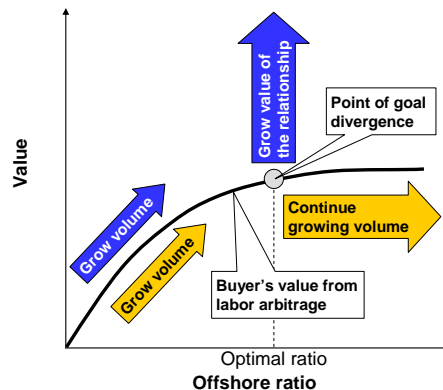 Grow value of
the relationship
Point of goal
divergence
Value
Grow volume
Grow volume
Continue
growing volume
Buyer's value from
labor arbitrage
Optimal ratio
Offshore ratio